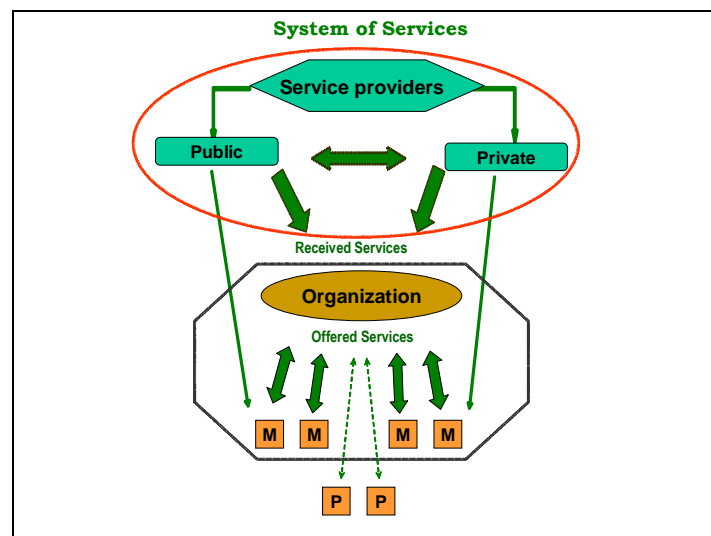 System of Services
Service providers
Public
Private
Received Services
Organization
Offered Services
M M M M
P P